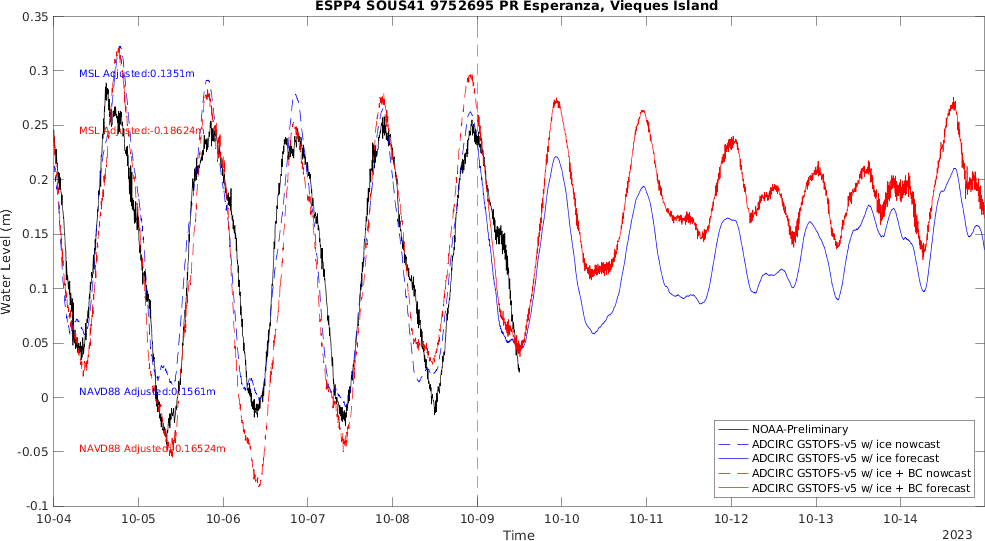 ESPP4 SOUS41 9752695 PR Esperanza, Vieques Island
0.35
0.3
0.25
0.2
0.15
0.1
0.05
0
-0.05
-0.1
Water Level (m)
MSL Adjusted:0.1351m
MSL Adjusted:-0.18624m
NAVD88 Adjusted:0.1561m
NAVD88 Adjusted:-0.16524m
NOAA-Preliminary
ADCIRC GSTOFS-v5 w/ ice nowcast
ADCIRC GSTOFS-v5 w/ ice forecast
ADCIRC GSTOFS-v5 w/ ice + BC nowcast
ADCIRC GSTOFS-v5 w/ ice + BC forecast
10-04 10-05 10-06 10-07 10-08 10-09 10-10 10-11 10-12 10-13 10-14
Time
2023